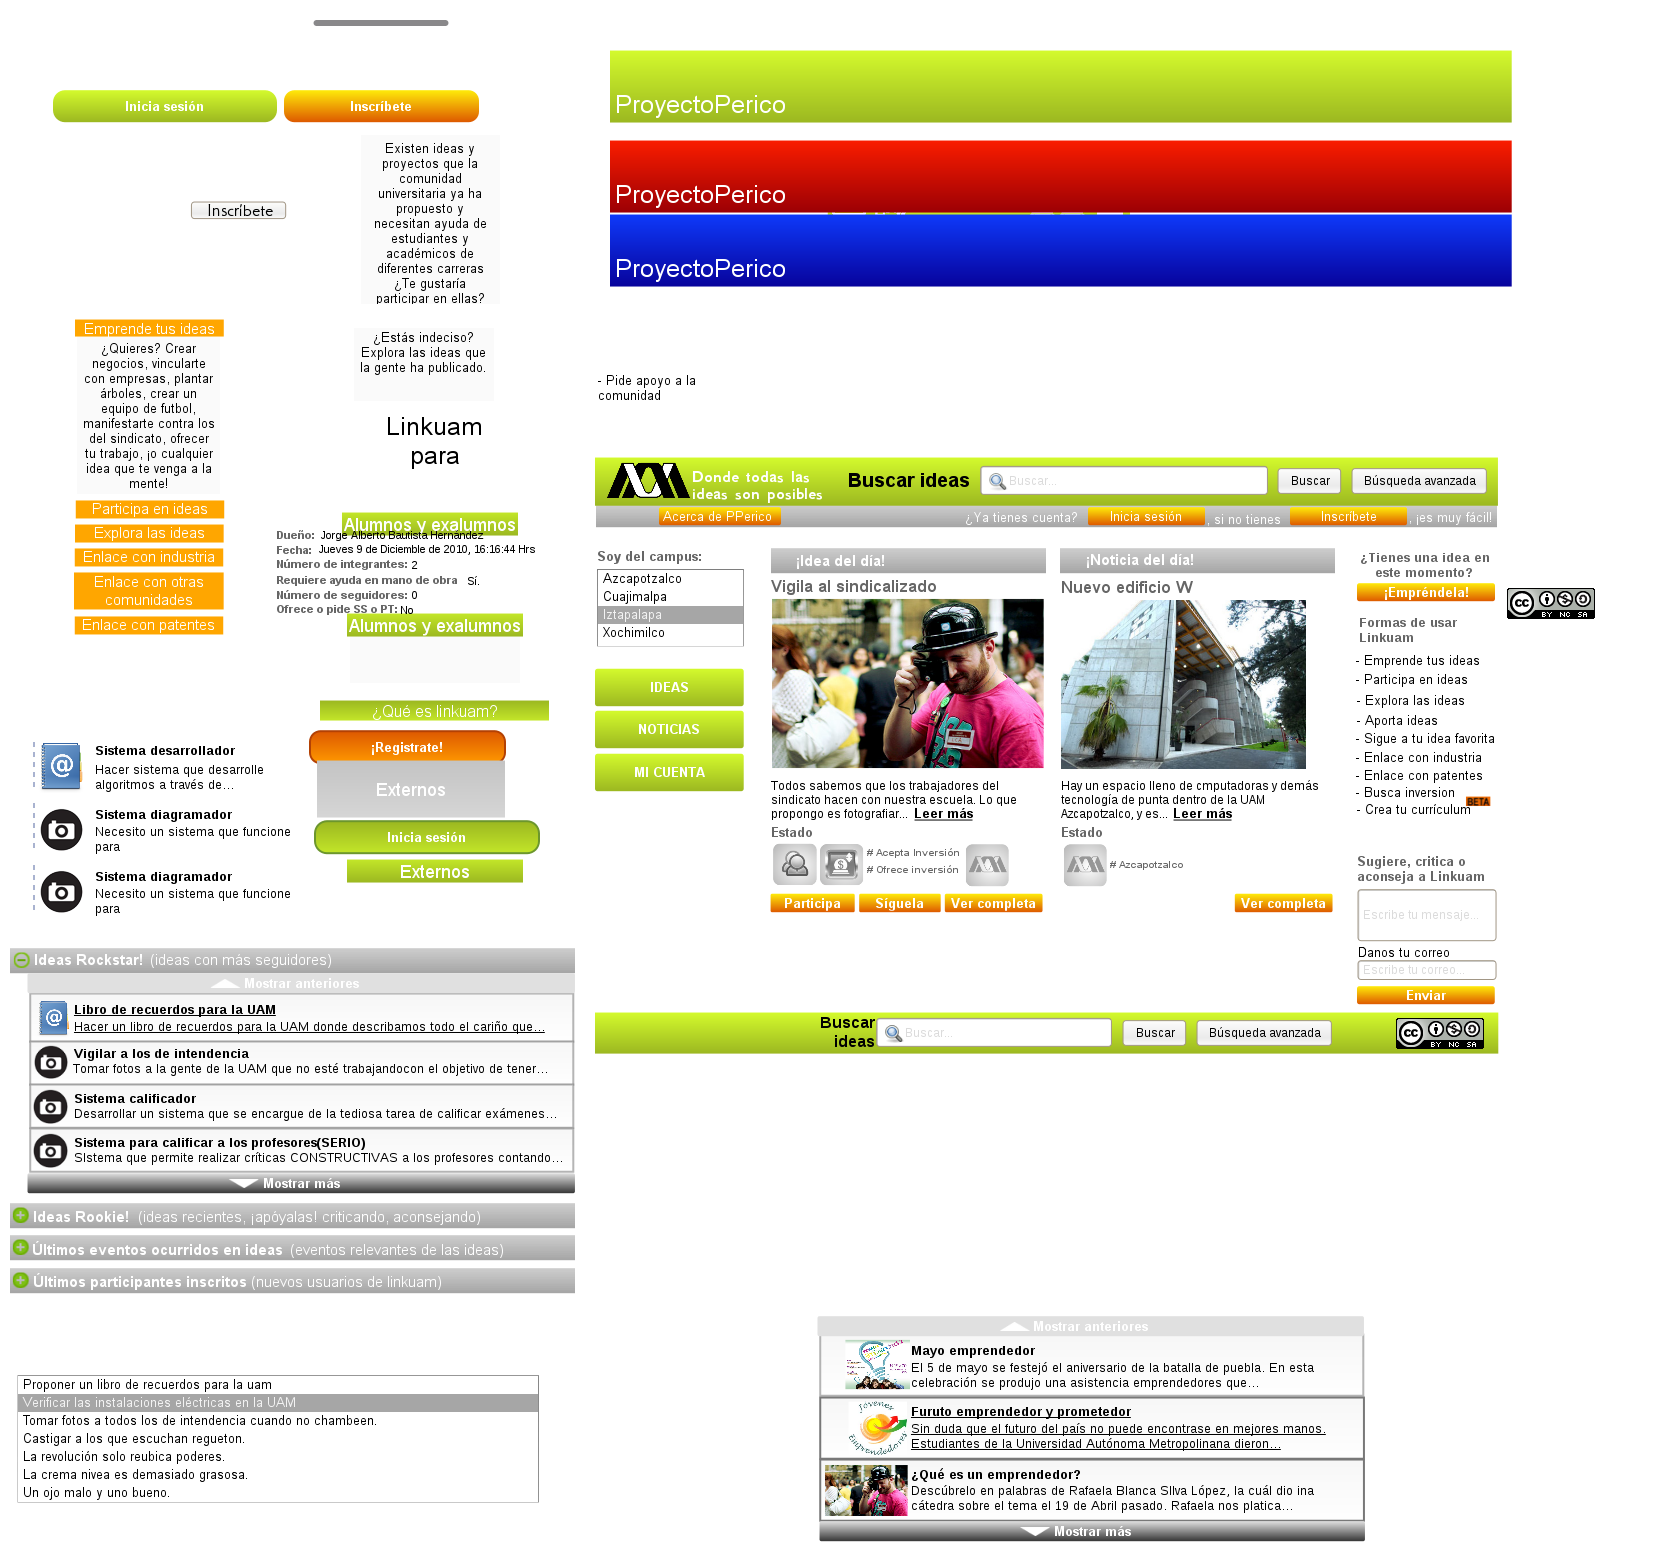 Inicia sesión
Inscríbete
Existen ideas y
proyectos que la
comunidad
universitaria ya ha
propuesto y
necesitan ayuda de
estudiantes y
académicos de
diferentes carreras
¿Te gustaría
participar en ellas?
Inscríbete
Emprende tus ideas
¿Quieres? Crear
negocios, vincularte
con empresas, plantar
árboles, crear un
equipo de futbol,
manifestarte contra los
del sindicato, ofrecer
tu trabajo, ¡o cualquier
idea que te venga a la
mente!
Participa en ideas
Explora las ideas
Enlace con industria
Enlace con otras
comunidades
Enlace con patentes
¿Estás indeciso?
Explora las ideas que
la gente ha publicado.
Linkuam
para
Alumnos y exalumnos
Dueño: Jorge Alberto Bautista Hernández
Fecha: Jueves 9 de Diciemble de 2010, 16:16:44 Hrs
Número de integrantes: 2
Requiere ayuda en mano de obra Sí.
Número de seguidores: 0
Ofrece o pide SS o PT: No
Alumnos y exalumnos
¿Qué es linkuam?
¡Registrate!
Externos
Inicia sesión
Externos
Sistema desarrollador
Hacer sistema que desarrolle
algoritmos a través de...
Sistema diagramador
Necesito un sistema que funcione
para
Sistema diagramador
Necesito un sistema que funcione
para
Ideas Rockstar! (ideas con más seguidores)
Mostrar anteriores
Libro de recuerdos para la UAM
Hacer un libro de recuerdos para la UAM donde describamos todo el cariño que...
Vigilar a los de intendencia
Tomar fotos a la gente de la UAM que no esté trabajandocon el objetivo de tener...
Sistema calificador
Desarrollar un sistema que se encargue de la tediosa tarea de calificar exámenes...
Sistema para calificar a los profesores(SERIO)
SIstema que permite realizar críticas CONSTRUCTIVAS a los profesores contando...
Mostrar más
Ideas Rookie! (ideas recientes, ¡apóyalas! criticando, aconsejando)
Últimos eventos ocurridos en ideas (eventos relevantes de las ideas)
Últimos participantes inscritos (nuevos usuarios de linkuam)
Proponer un libro de recuerdos para la uam
Verificar las instalaciones eléctricas en la UAM
Tomar fotos a todos los de intendencia cuando no chambeen.
Castigar a los que escuchan regueton.
La revolución solo reubica poderes.
La crema nivea es demasiado grasosa.
Un ojo malo y uno bueno.
ProyectoPerico
ProyectoPerico
ProyectoPerico
- Pide apoyo a la
comunidad
Donde todas las
ideas son posibles
Buscar ideas
Buscar...
Buscar
Búsqueda avanzada
Acerca de PPerico
¿Ya tienes cuenta? Inicia sesión , si no tienes Inscríbete , ¡es muy fácil!
Soy del campus:
Azcapotzalco
Cuajimalpa
Iztapalapa
Xochimilco
IDEAS
NOTICIAS
MI CUENTA
¡Idea del día!
Vigila al sindicalizado
Todos sabemos que los trabajadores del
sindicato hacen con nuestra escuela. Lo que
propongo es fotografiar... Leer más
Estado
# Acepta Inversión
# Ofrece inversión
Participa
Síguela
Ver completa
¡Noticia del día!
Nuevo edificio W
Hay un espacio lleno de cmputadoras y demás
tecnología de punta dentro de la UAM
Azcapotzalco, y es... Leer más
Estado
# Azcapotzalco
Ver completa
¿Tienes una idea en
este momento?
¡Empréndela!
Formas de usar
Linkuam
- Emprende tus ideas
- Participa en ideas
- Explora las ideas
- Aporta ideas
- Sigue a tu idea favorita
- Enlace con industria
- Enlace con patentes
- Busca inversion
BETA
- Crea tu currículum
cc
BY NC SA
Sugiere, critica o
aconseja a Linkuam
Escribe tu mensaje...
Danos tu correo
Escribe tu correo...
Enviar
Buscar
ideas
Buscar...
Buscar
Búsqueda avanzada
cc
BY NC SA
Mostrar anteriores
Mayo emprendedor
El 5 de mayo se festejó el aniversario de la batalla de puebla. En esta
celebración se produjo una asistencia emprendedores que...
Jóvenes
Emprendedores
Furuto emprendedor y prometedor
Sin duda que el futuro del país no puede encontrase en mejores manos.
Estudiantes de la Universidad Autónoma Metropolinana dieron...
¿Qué es un emprendedor?
Descúbrelo en palabras de Rafaela Blanca SIlva López, la cuál dio ina
cátedra sobre el tema el 19 de Abril pasado. Rafaela nos platica...
Mostrar más